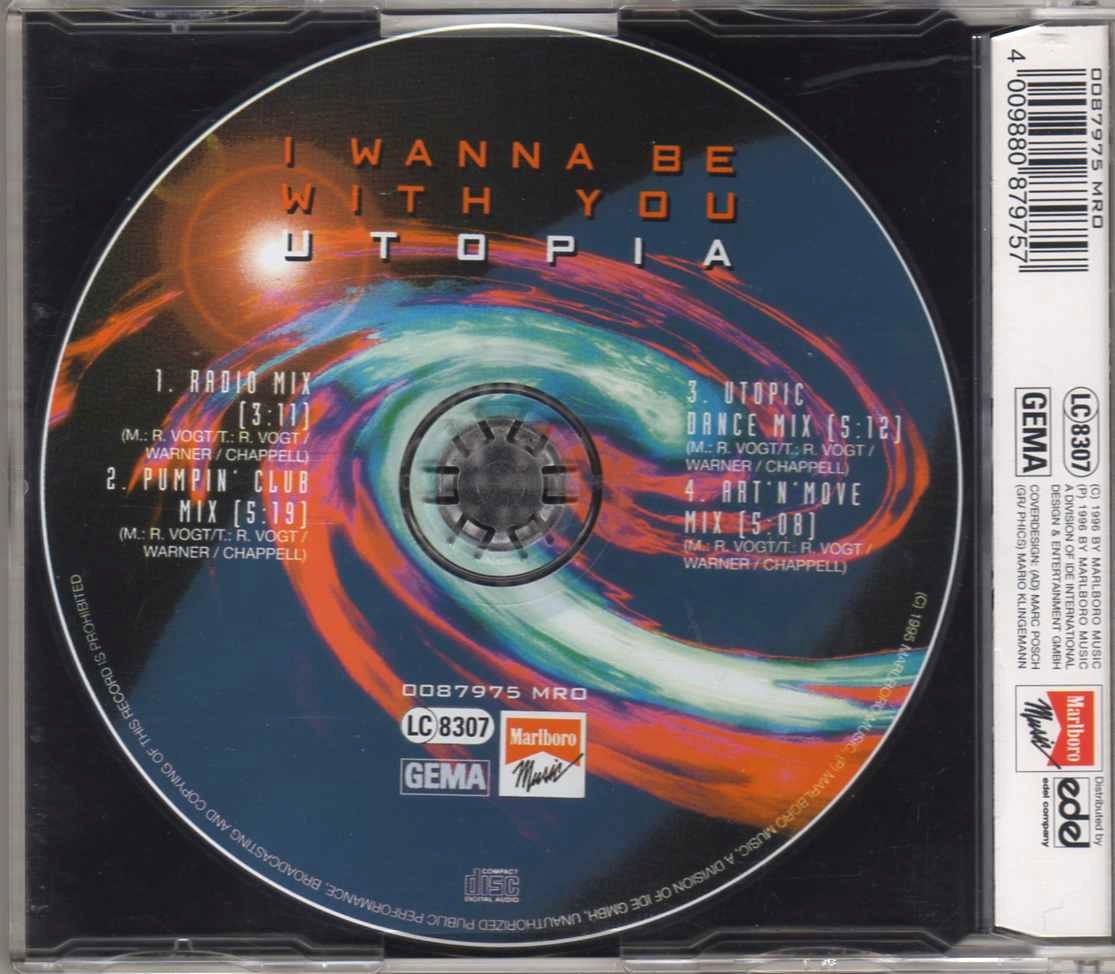 I WANNA BE
WITH YOU
UTOPIA
1. RADIO MIX
(3:11)
(M.: R. VOGT/T.: R. VOGT /
WARNER / CHAPPELL)
2. PUMPIN' CLUB
MIX (5:19)
(M.: R. VOGT/T.: R. VOGT /
WARNER / CHAPPELL)
3. UTOPIC
DANCE MIX (5:12)
(M.: R. VOGT/T.: R. VOGT /
WARNER / CHAPPELL)
4. ART'N'MOVE
MIX (5:08)
(M.: R. VOGT/T.: R. VOGT /
WARNER / CHAPPELL)
0087975 MRO
LC 8307
GEMA
Marlboro
Music
COMPACT
disc
DIGITAL AUDIO
(C) 1995 MARLBORO MUSIC, (P) MARLBORO MUSIC, A DIVISION OF IDE GMBH, UNAUTHORIZED PUBLIC PERFORMANCE; BROADCASTING AND COPYING OF THIS RECORD IS PROHIBITED
0087975 MRO
4 009880 879757
LC 8307
GEMA
(C) 1996 BY MARLBORO MUSIC
(P) 1996 BY MARLBORO MUSIC
A DIVISION OF IDE INTERNATIONAL
DESIGN & ENTERTAINMENT GMBH
COVERDESIGN: (AD) MARC POSCH
(GR/ PHICS) MARIO KLINGEMANN
Marlboro
Music
Distributed by
edel
edel company